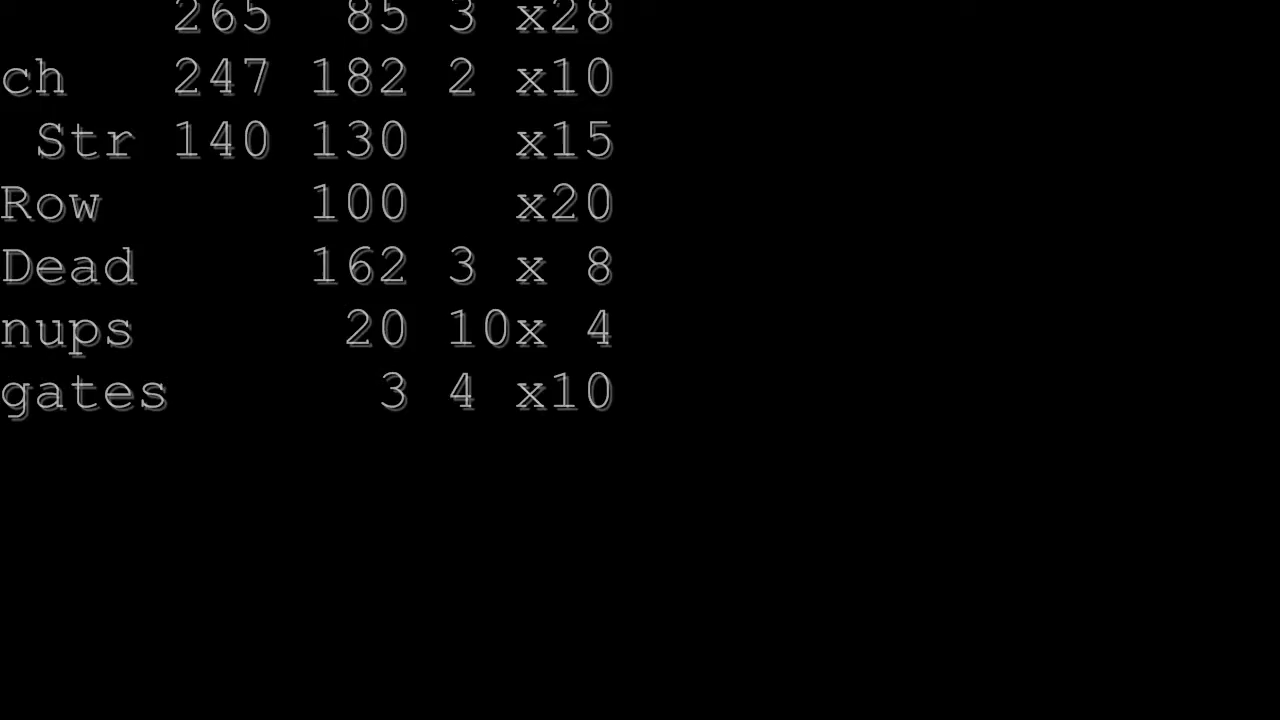 265 85 3 x28
ch 247 182 2 x10
Str 140 130 x15
Row 100 x20
Dead 162 3 x 8
nups 20 10x 4
gates 3 4 x10